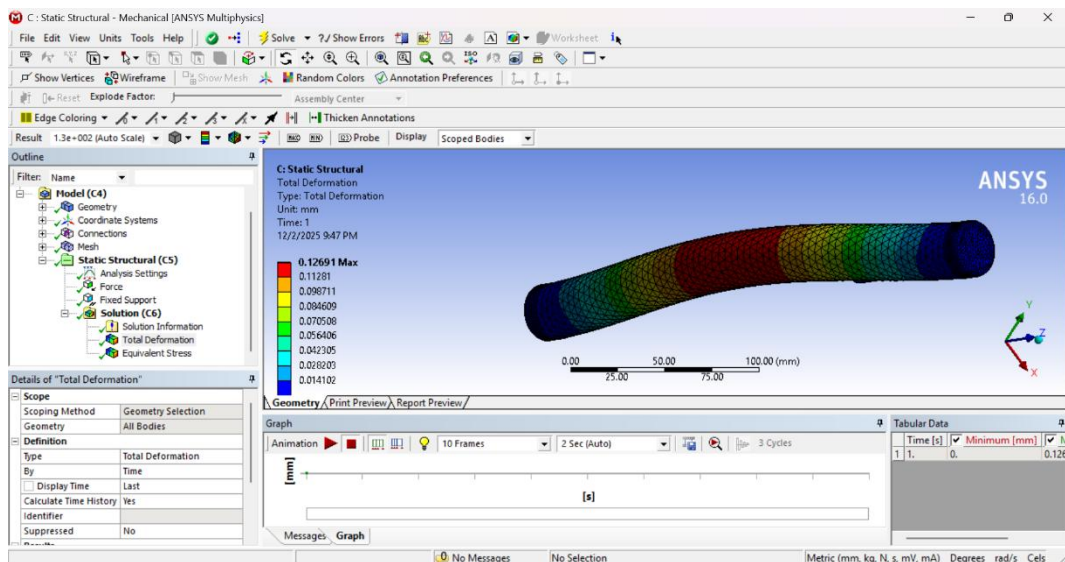 C : Static Structural - Mechanical [ANSYS Multiphysics]
File Edit View Units Tools Help Solve ?./ Show Errors Worksheet
Show Vertices Wireframe Show Mesh Random Colors Annotation Preferences
Reset Explode Factor: Assembly Center
Edge Coloring Thicken Annotations
Result 1.3e+002 (Auto Scale) Probe Display Scoped Bodies
Outline
Filter: Name
Model (C4)
Geometry
Coordinate Systems
Connections
Mesh
Static Structural (C5)
Analysis Settings
Force
Fixed Support
Solution (C6)
Solution Information
Total Deformation
Equivalent Stress
Details of "Total Deformation"
Scope
Scoping Method Geometry Selection
Geometry All Bodies
Definition
Type Total Deformation
By Time
Display Time Last
Calculate Time History Yes
Identifier
Suppressed No
C: Static Structural
Total Deformation
Type: Total Deformation
Unit: mm
Time: 1
12/2/2025 9:47 PM
0.12691 Max
0.11281
0.098711
0.084609
0.070508
0.056406
0.042305
0.028203
0.014102
ANSYS
16.0
0.00 50.00 100.00 (mm)
25.00 75.00
Y
Z
X
Geometry Print Preview Report Preview
Graph
Animation 10 Frames 2 Sec (Auto) 3 Cycles
[mm]
[s]
Messages Graph
Tabular Data
Time [s] Minimum [mm]
1 1. 0. 0.126
0 No Messages No Selection Metric (mm, kg, N, s, mV, mA) Degrees rad/s Cels